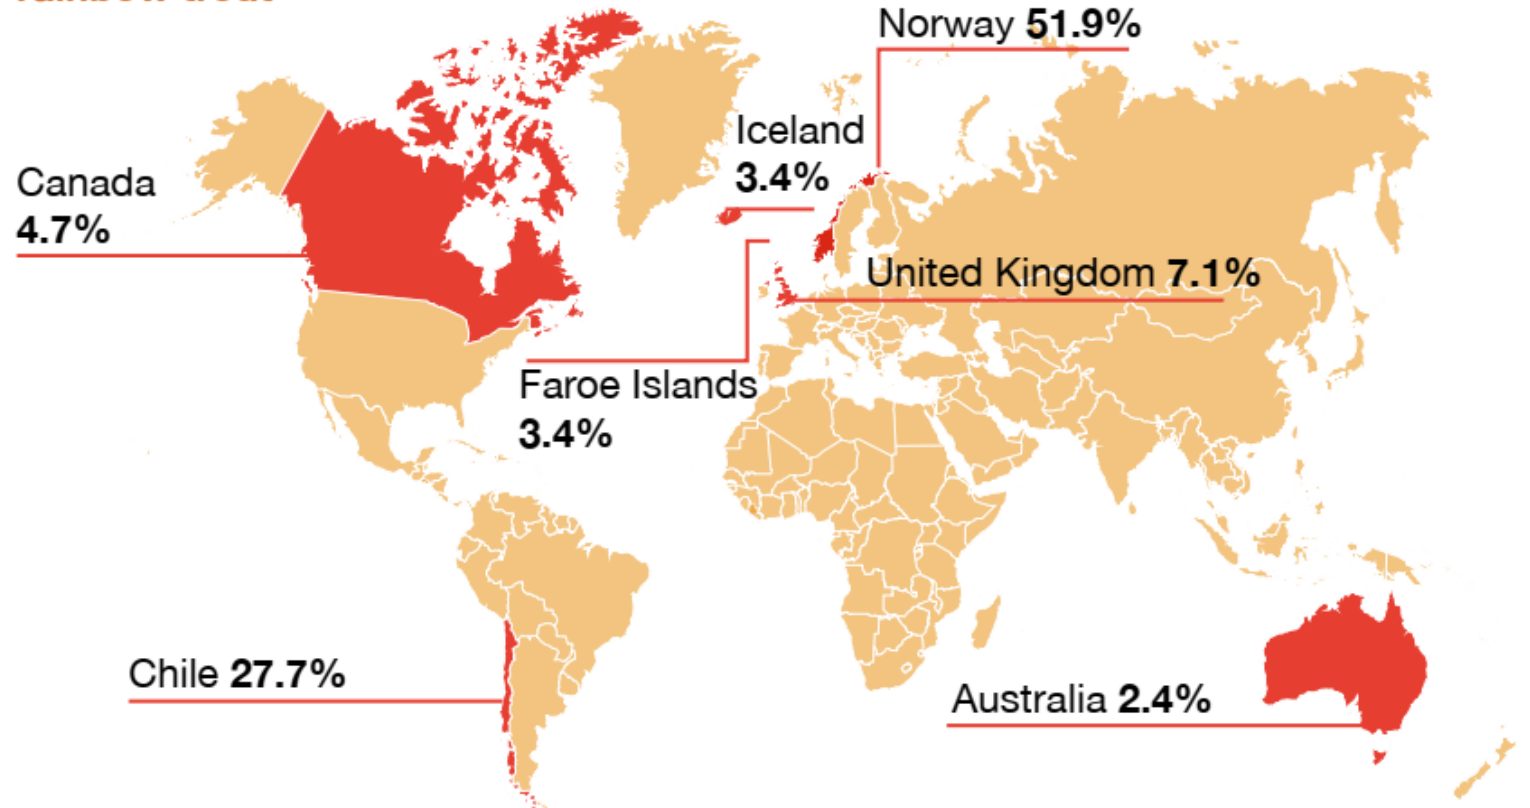 Norway 51.9%
Iceland
3.4%
Canada
4.7%
United Kingdom 7.1%
Faroe Islands
3.4%
Chile 27.7%
Australia 2.4%